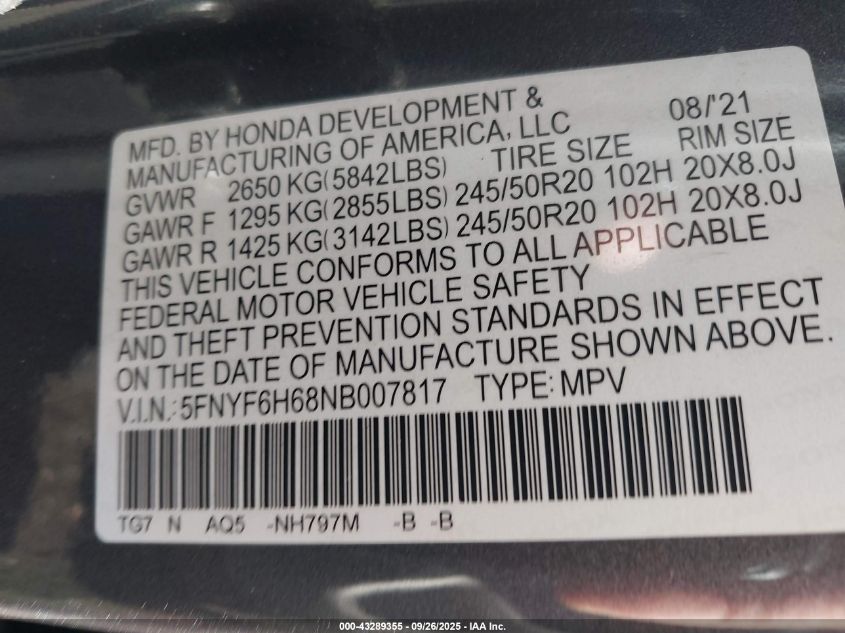 MFD. BY HONDA DEVELOPMENT & 08/'21
MANUFACTURING OF AMERICA, LLC
GVWR 2650 KG(5842LBS) TIRE SIZE RIM SIZE
GAWR F 1295 KG(2855LBS) 245/50R20 102H 20X8.0J
GAWR R 1425 KG(3142LBS) 245/50R20 102H 20X8.0J
THIS VEHICLE CONFORMS TO ALL APPLICABLE
FEDERAL MOTOR VEHICLE SAFETY
AND THEFT PREVENTION STANDARDS IN EFFECT
ON THE DATE OF MANUFACTURE SHOWN ABOVE.
V.I.N.: 5FNYF6H68NB007817 TYPE: MPV
TG7 N AQ5 -NH797M -B -B
000-43289355 - 09/26/2025 - IAA Inc.